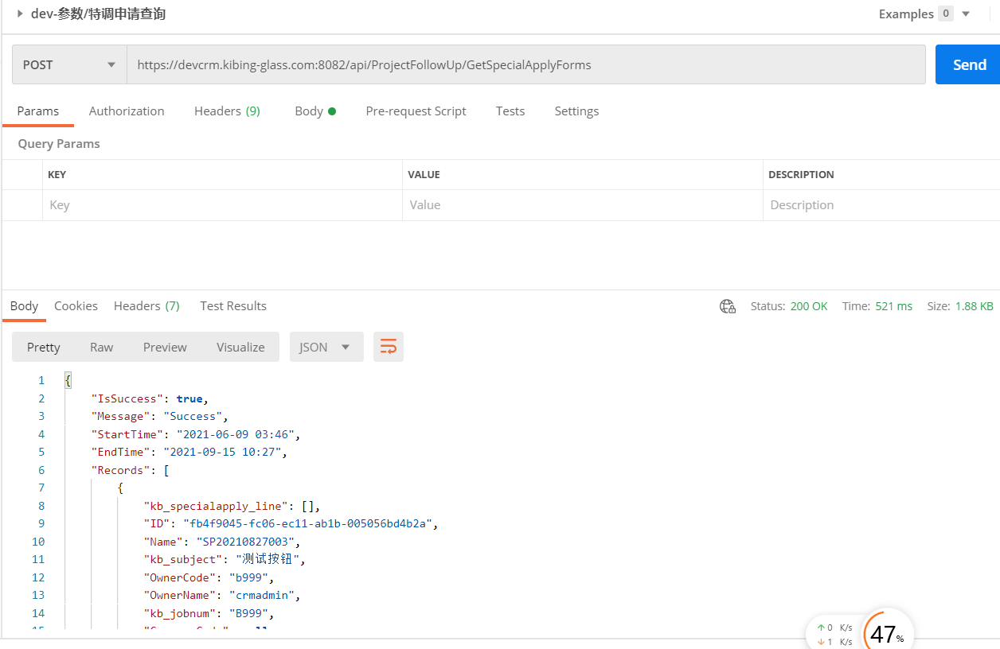 dev-参数/特调申请查询
Examples 0
POST https://devcrm.kibing-glass.com:8082/api/ProjectFollowUp/GetSpecialApplyForms Send
Params Authorization Headers (9) Body Pre-request Script Tests Settings
Query Params
KEY VALUE DESCRIPTION
Key Value Description
Body Cookies Headers (7) Test Results Status: 200 OK Time: 521 ms Size: 1.88 KB
Pretty Raw Preview Visualize JSON
1 {
2 "IsSuccess": true,
3 "Message": "Success",
4 "StartTime": "2021-06-09 03:46",
5 "EndTime": "2021-09-15 10:27",
6 "Records": [
7 {
8 "kb_specialapply_line": [],
9 "ID": "fb4f9045-fc06-ec11-ab1b-005056bd4b2a",
10 "Name": "SP20210827003",
11 "kb_subject": "测试按钮",
12 "OwnerCode": "b999",
13 "OwnerName": "crmadmin",
14 "kb_jobnum": "B999",
15
↑ 0 K/s
↓ 1 K/s
47%